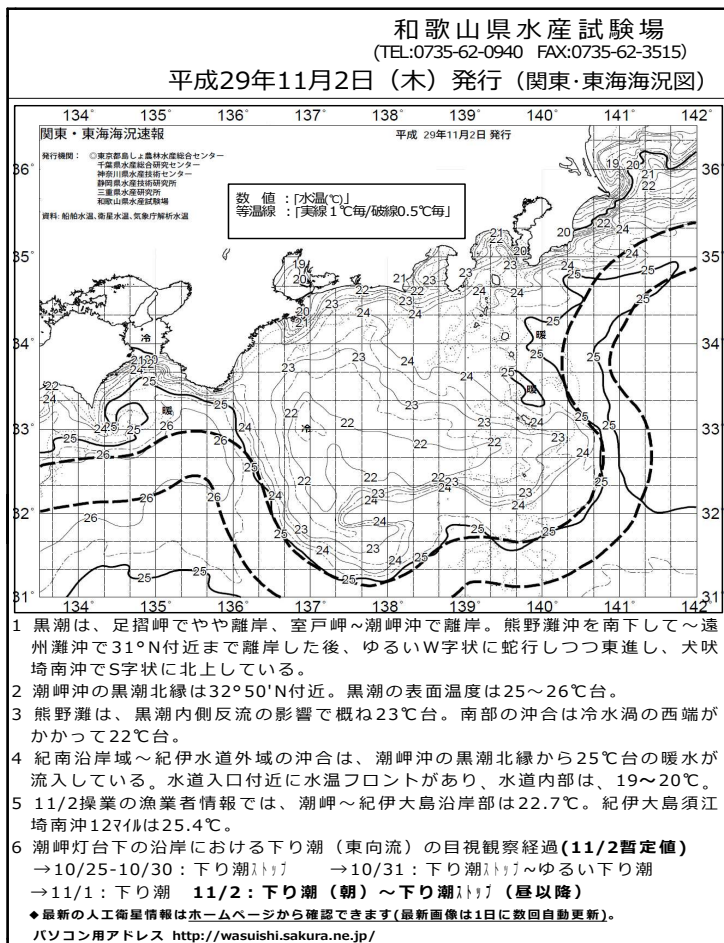 和歌山県水産試験場
(TEL:0735-62-0940 FAX:0735-62-3515)
平成29年11月2日（木）発行（関東･東海海況図）
134° 135° 136° 137° 138° 139° 140° 141° 142°
関東・東海海況速報
平成 29年11月2日 発行
発行機関： ◎東京都島しょ農林水産総合センター
千葉県水産総合研究センター
神奈川県水産技術センター
静岡県水産技術研究所
三重県水産研究所
和歌山県水産試験場
資料: 船舶水温、衛星水温、気象庁解析水温
数 値：｢水温(℃)｣
等温線：｢実線１℃毎/破線0.5℃毎｣
36°
35°
34°
33°
32°
31°
冷
暖
冷
暖
暖
134° 135° 136° 137° 138° 139° 140° 141° 142°
1 黒潮は、足摺岬でやや離岸、室戸岬~潮岬沖で離岸。熊野灘沖を南下して～遠
州灘沖で31°N付近まで離岸した後、ゆるいW字状に蛇行しつつ東進し、犬吠
埼南沖でS字状に北上している。
2 潮岬沖の黒潮北縁は32°50'N付近。黒潮の表面温度は25～26℃台。
3 熊野灘は、黒潮内側反流の影響で概ね23℃台。南部の沖合は冷水渦の西端が
かかって22℃台。
4 紀南沿岸域～紀伊水道外域の沖合は、潮岬沖の黒潮北縁から25℃台の暖水が
流入している。水道入口付近に水温フロントがあり、水道内部は、19～20℃。
5 11/2操業の漁業者情報では、潮岬～紀伊大島沿岸部は22.7℃。紀伊大島須江
埼南沖12ﾏｲﾙは25.4℃。
6 潮岬灯台下の沿岸における下り潮（東向流）の目視観察経過(11/2暫定値)
→10/25-10/30：下り潮ｽﾄｯﾌﾟ →10/31：下り潮ｽﾄｯﾌﾟ~ゆるい下り潮
→11/1：下り潮 11/2：下り潮（朝）～下り潮ｽﾄｯﾌﾟ（昼以降）
◆最新の人工衛星情報はホームページから確認できます(最新画像は1日に数回自動更新)。
パソコン用アドレス http://wasuishi.sakura.ne.jp/